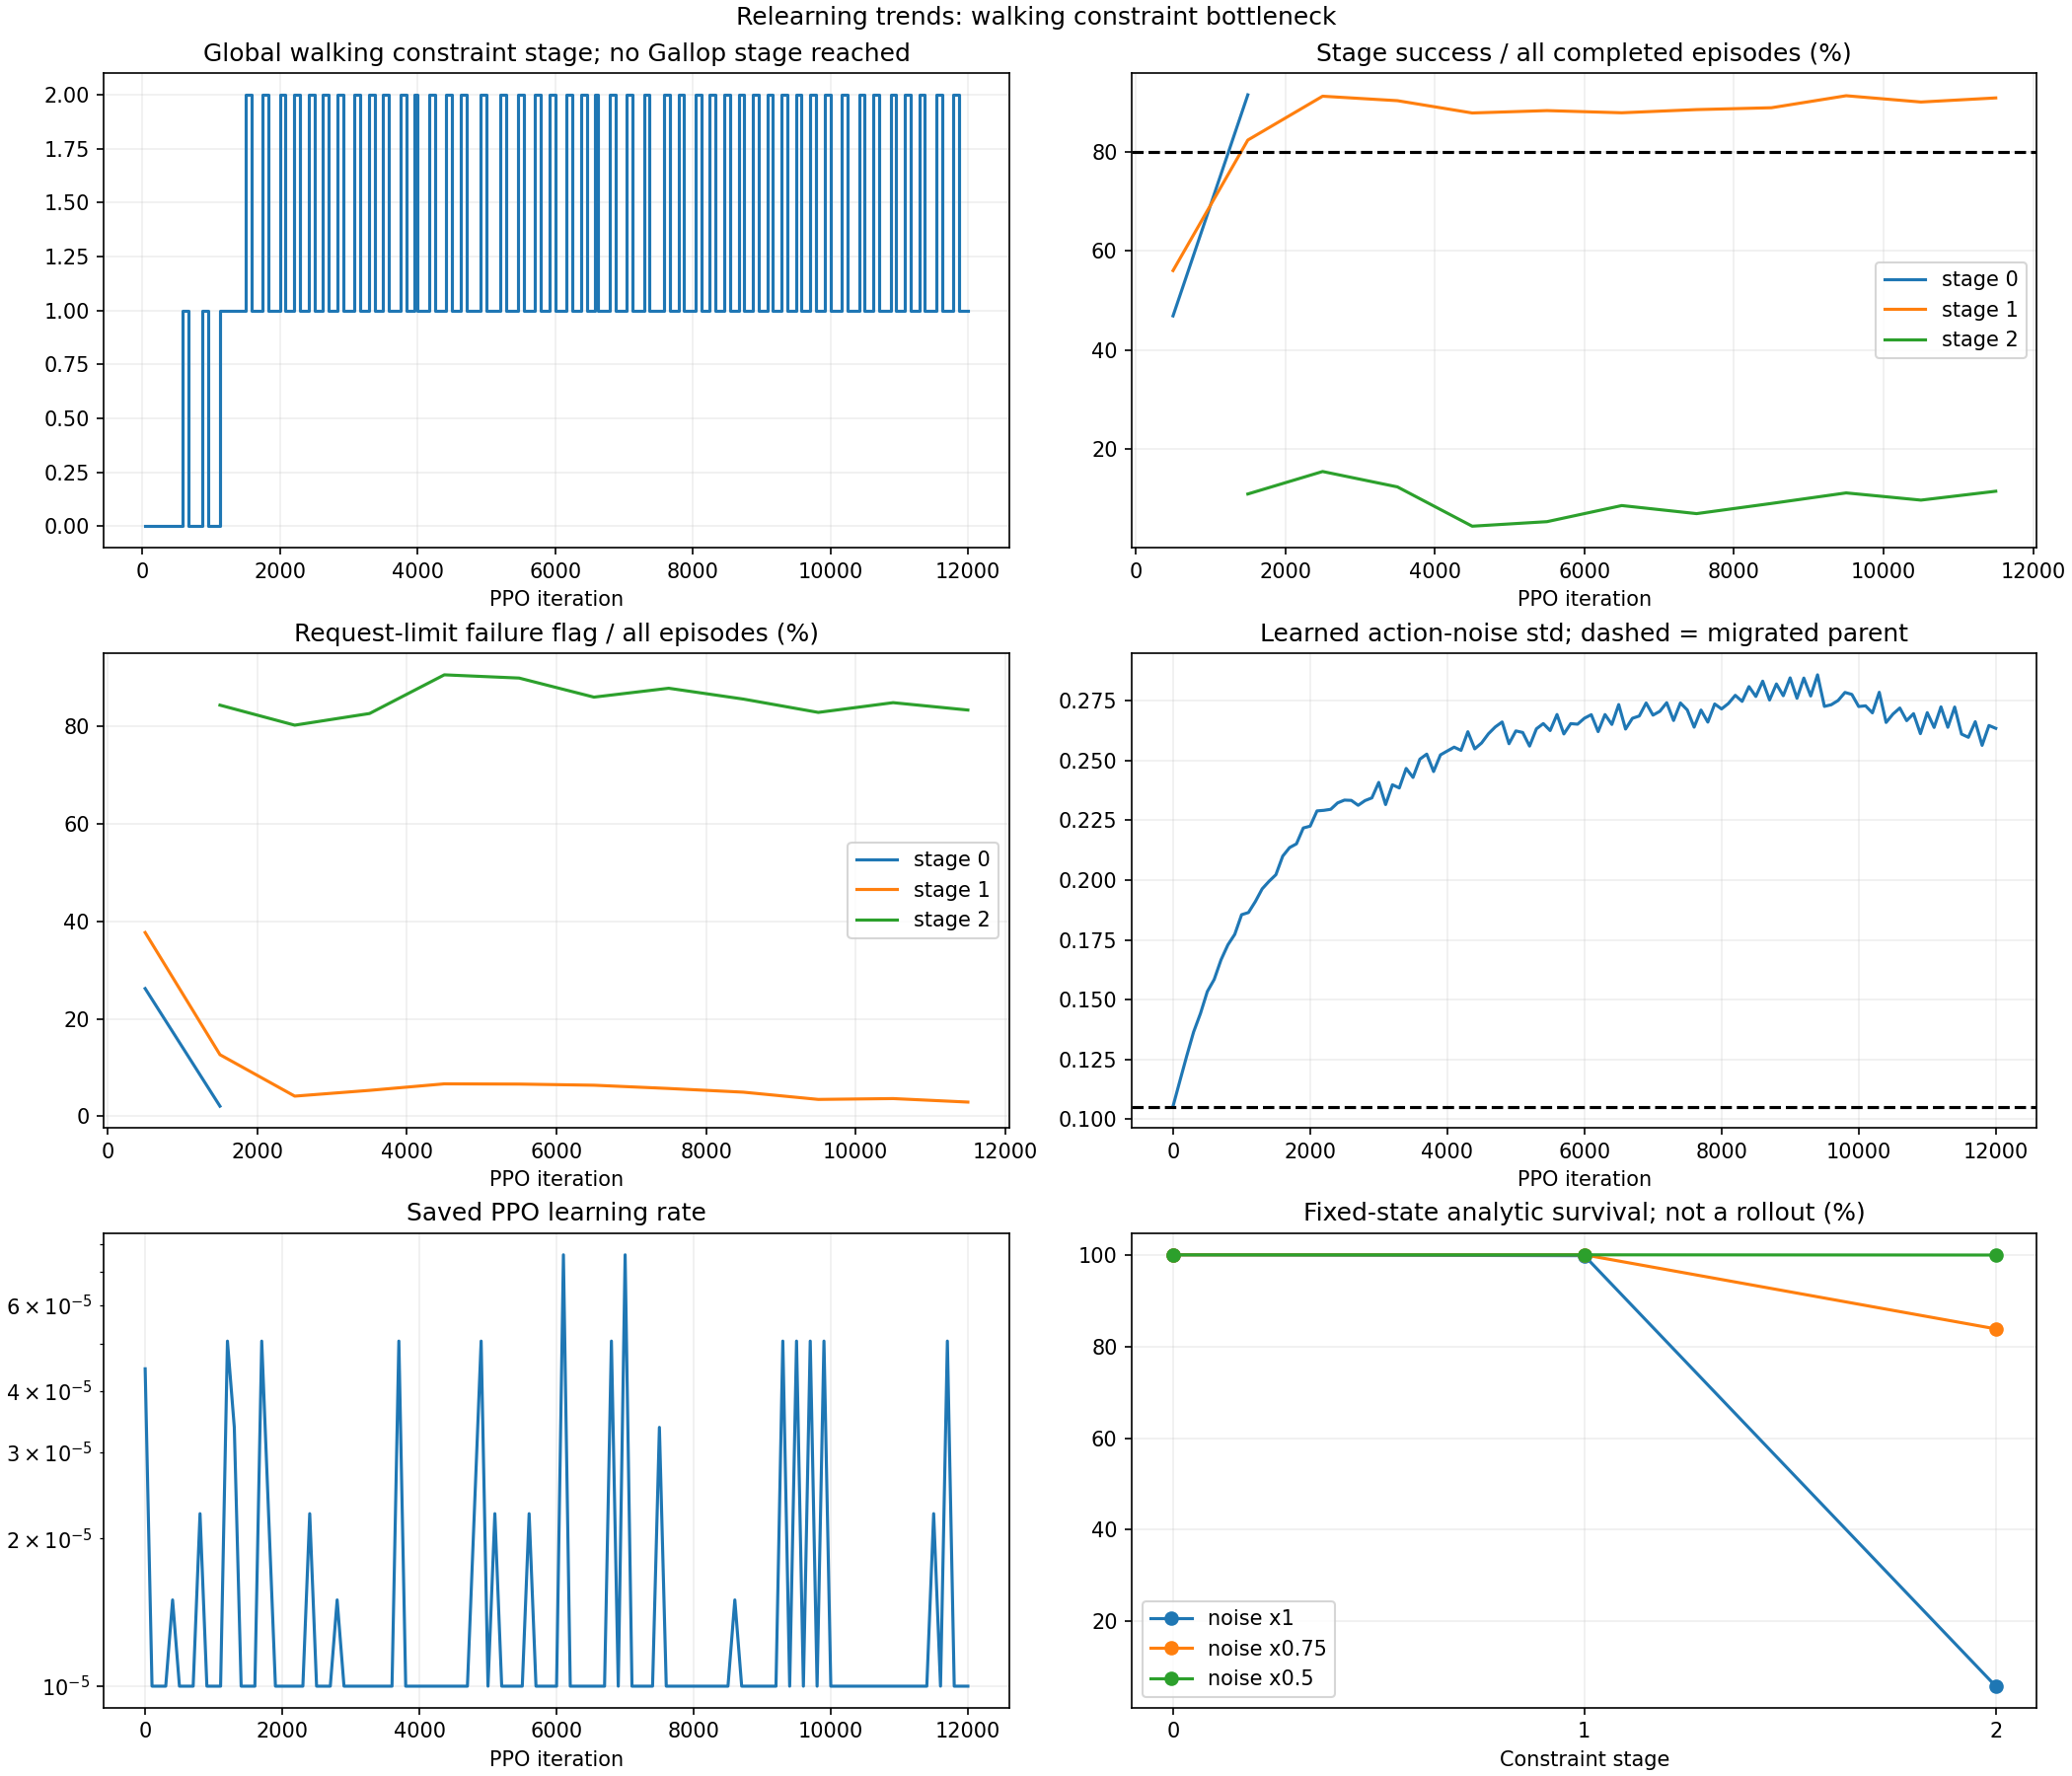 Relearning trends: walking constraint bottleneck
Global walking constraint stage; no Gallop stage reached
2.00
1.75
1.50
1.25
1.00
0.75
0.50
0.25
0.00
0 2000 4000 6000 8000 10000 12000
PPO iteration
Stage success / all completed episodes (%)
80
60
40
20
stage 0
stage 1
stage 2
0 2000 4000 6000 8000 10000 12000
PPO iteration
Request-limit failure flag / all episodes (%)
80
60
40
20
0
stage 0
stage 1
stage 2
0 2000 4000 6000 8000 10000 12000
PPO iteration
Learned action-noise std; dashed = migrated parent
0.275
0.250
0.225
0.200
0.175
0.150
0.125
0.100
0 2000 4000 6000 8000 10000 12000
PPO iteration
Saved PPO learning rate
6 × 10⁻⁵
4 × 10⁻⁵
3 × 10⁻⁵
2 × 10⁻⁵
10⁻⁵
0 2000 4000 6000 8000 10000 12000
PPO iteration
Fixed-state analytic survival; not a rollout (%)
100
80
60
40
20
noise x1
noise x0.75
noise x0.5
0 1 2
Constraint stage